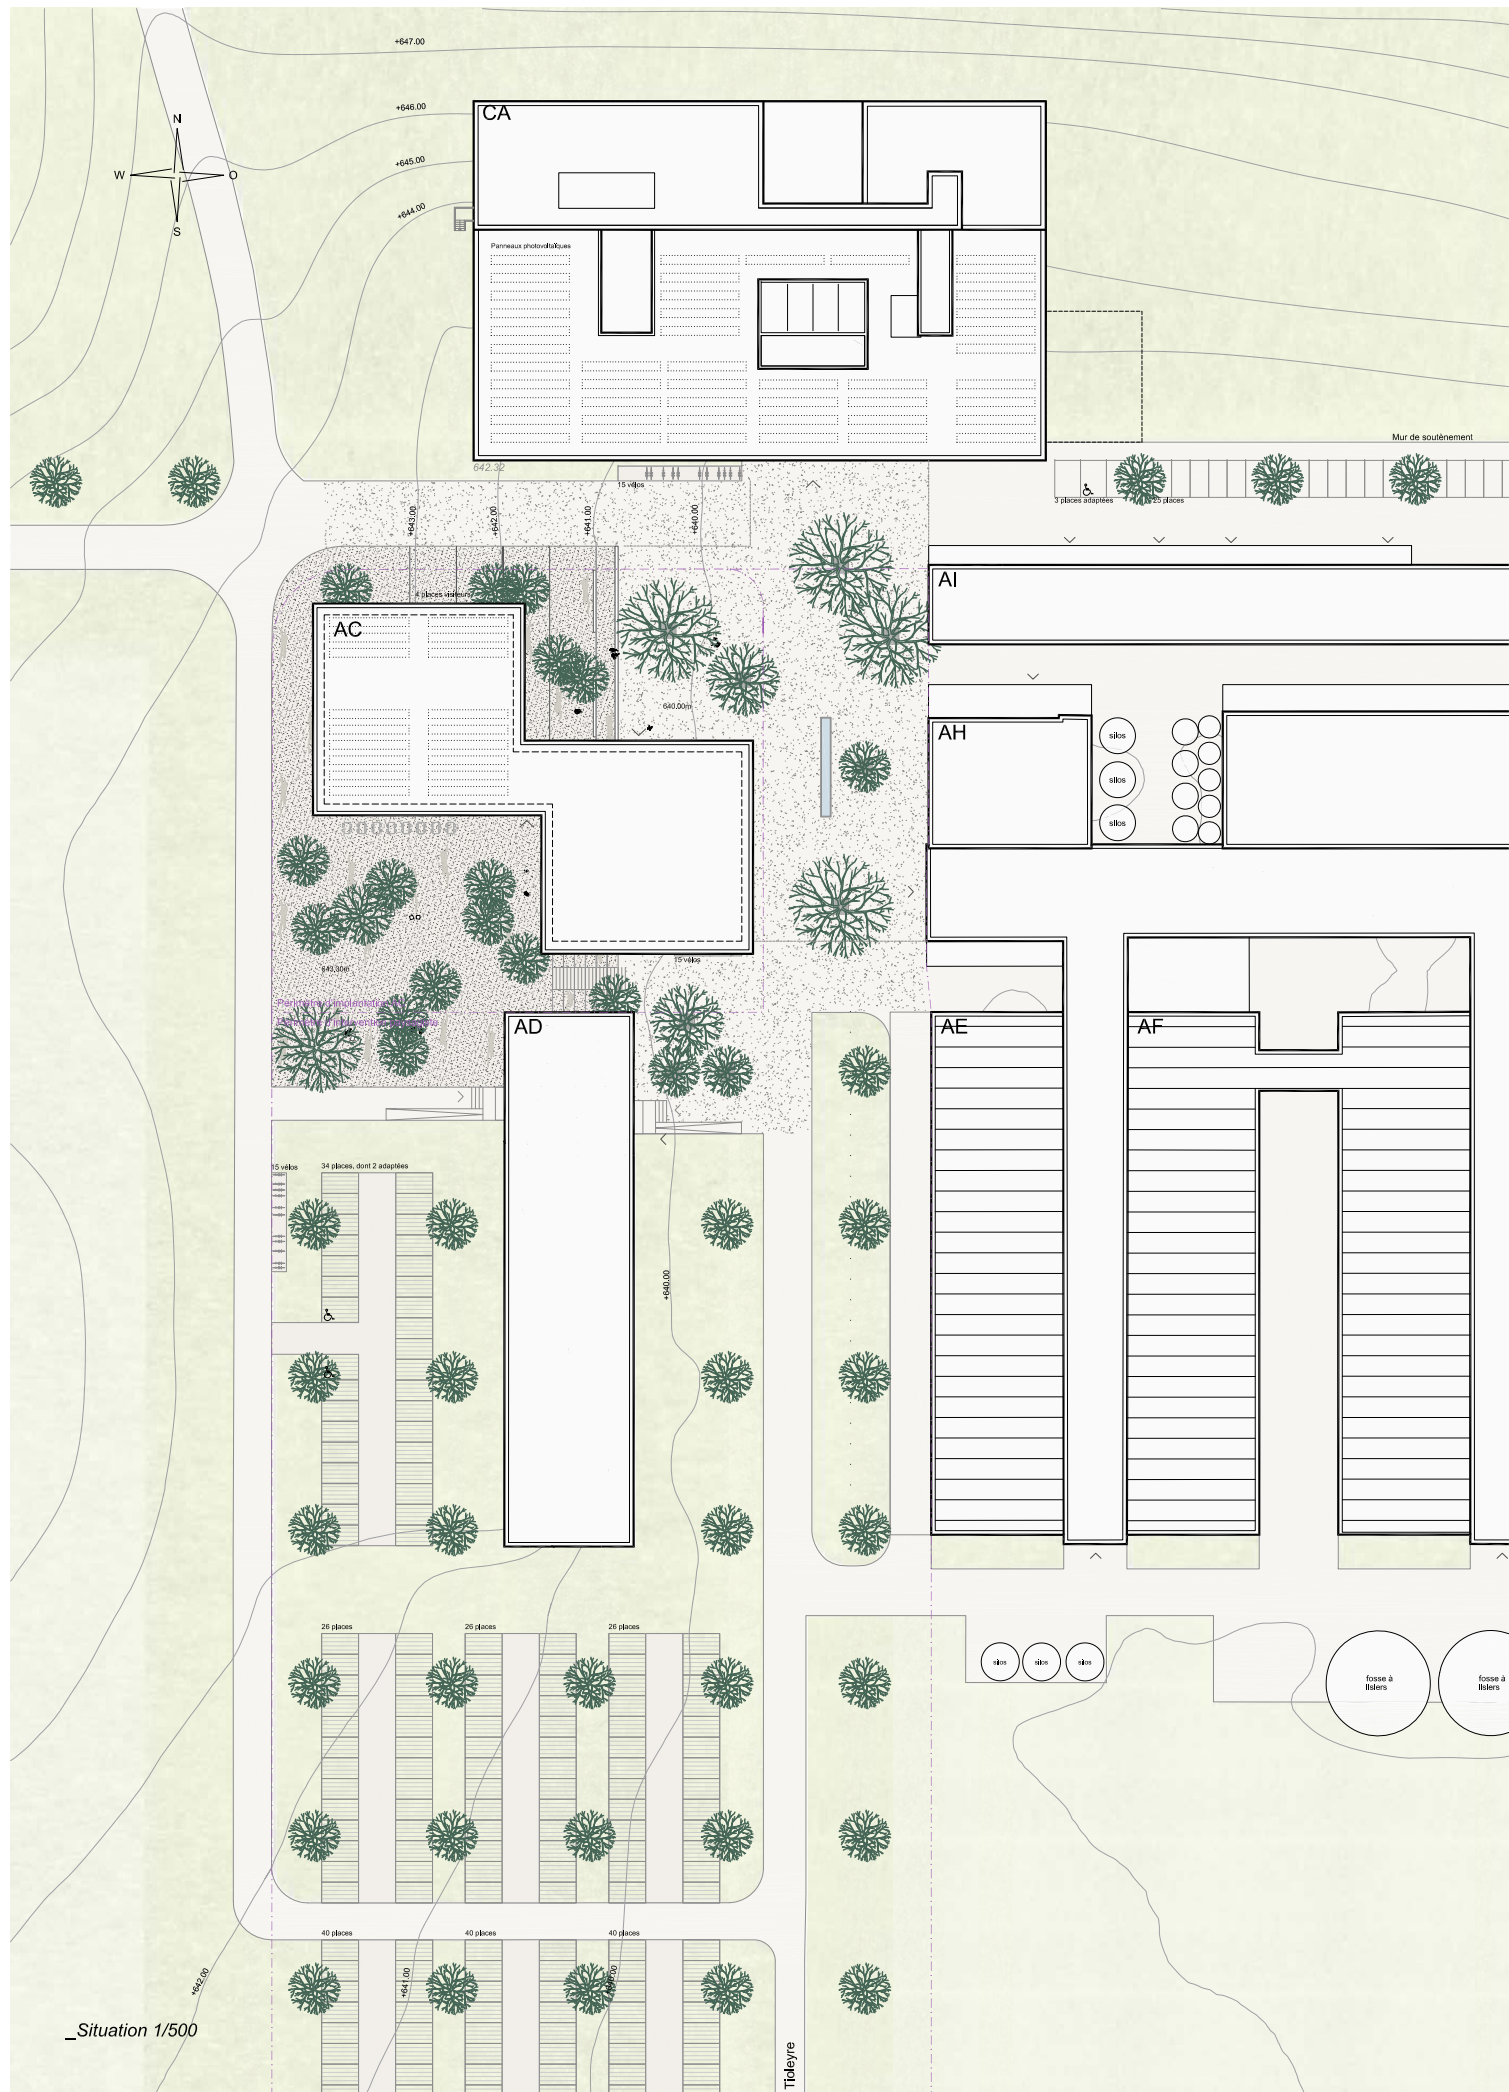 +647.00
+646.00
CA
N
+645.00
W
O
+644.00
S
Panneaux photovoltaïques
Mur de soutènement
642.32
15 vélos
3 places adaptées
25 places
+643.00
+642.00
+641.00
+640.00
AI
4 places visiteurs
AC
640.00m
AH
silos
silos
silos
643,30m
15 vélos
AD
AE
AF
15 vélos
34 places, dont 2 adaptées
+640.00
26 places
26 places
26 places
silos
silos
silos
fosse à
lisiers
fosse à
lisiers
40 places
40 places
40 places
+642.00
+641.00
_Situation 1/500
Tioleyre